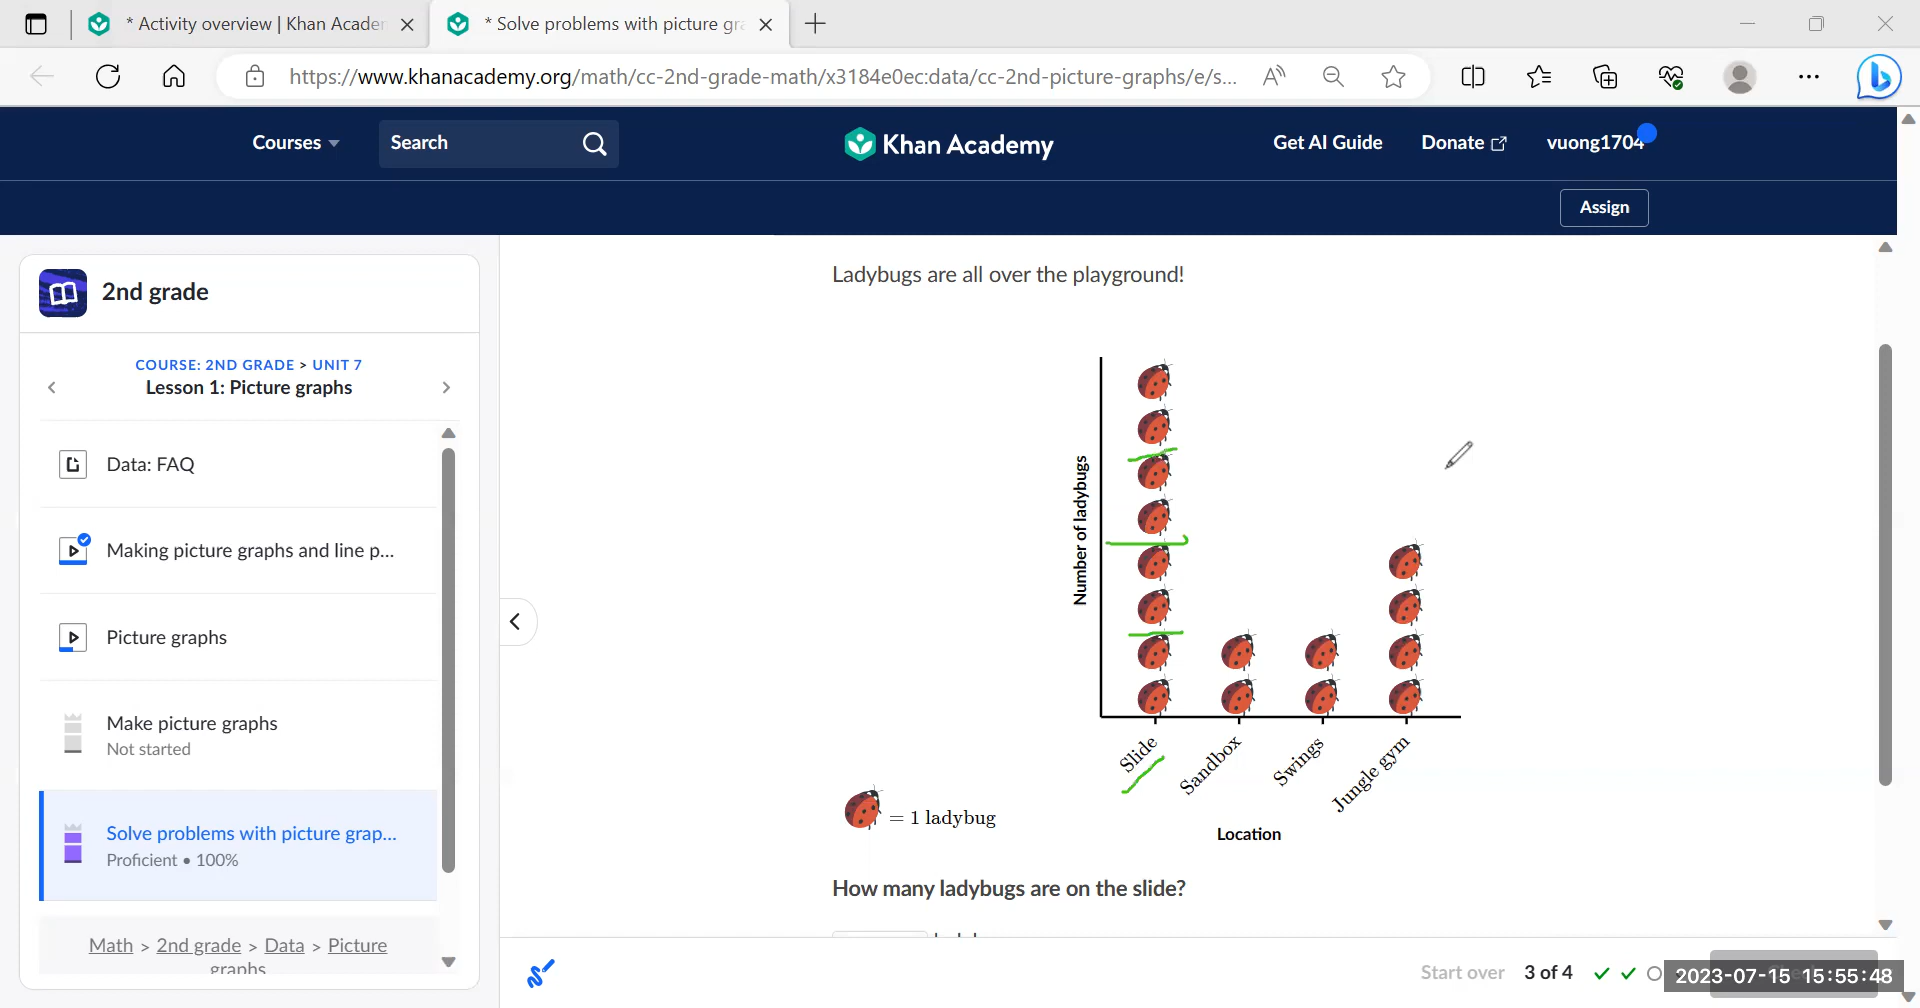 * Activity overview | Khan Acade
* Solve problems with picture gr
https://www.khanacademy.org/math/cc-2nd-grade-math/x3184e0ec:data/cc-2nd-picture-graphs/e/s...
Courses
Search
Khan Academy
Get AI Guide
Donate
vuong1704
Assign
2nd grade
COURSE: 2ND GRADE > UNIT 7
Lesson 1: Picture graphs
Data: FAQ
Making picture graphs and line p...
Picture graphs
Make picture graphs
Not started
Solve problems with picture grap...
Proficient • 100%
Math > 2nd grade > Data > Picture
graphs
Ladybugs are all over the playground!
Number of ladybugs
Slide
Sandbox
Swings
Jungle gym
Location
= 1 ladybug
How many ladybugs are on the slide?
Start over
3 of 4
2023-07-15 15:55:48